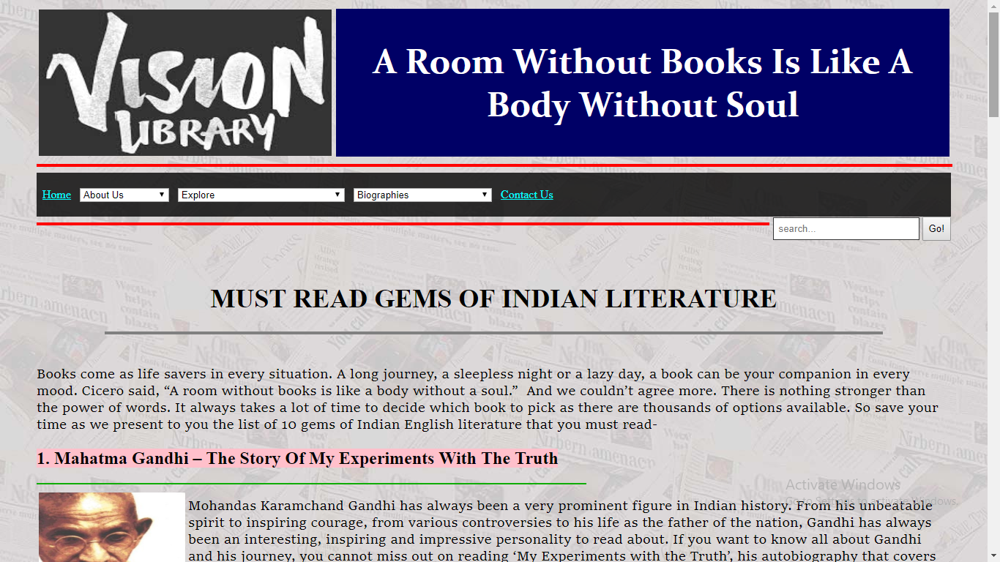 VISION
LIBRARY
A Room Without Books Is Like A
Body Without Soul
Home About Us Explore Biographies Contact Us
search... Go!
MUST READ GEMS OF INDIAN LITERATURE
Books come as life savers in every situation. A long journey, a sleepless night or a lazy day, a book can be your companion in every
mood. Cicero said, “A room without books is like a body without a soul.”  And we couldn’t agree more. There is nothing stronger than
the power of words. It always takes a lot of time to decide which book to pick as there are thousands of options available. So save your
time as we present to you the list of 10 gems of Indian English literature that you must read-
1. Mahatma Gandhi – The Story Of My Experiments With The Truth
Activate Windows
Go to Settings to activate Windows.
Mohandas Karamchand Gandhi has always been a very prominent figure in Indian history. From his unbeatable
spirit to inspiring courage, from various controversies to his life as the father of the nation, Gandhi has always
been an interesting, inspiring and impressive personality to read about. If you want to know all about Gandhi
and his journey, you cannot miss out on reading ‘My Experiments with the Truth’, his autobiography that covers